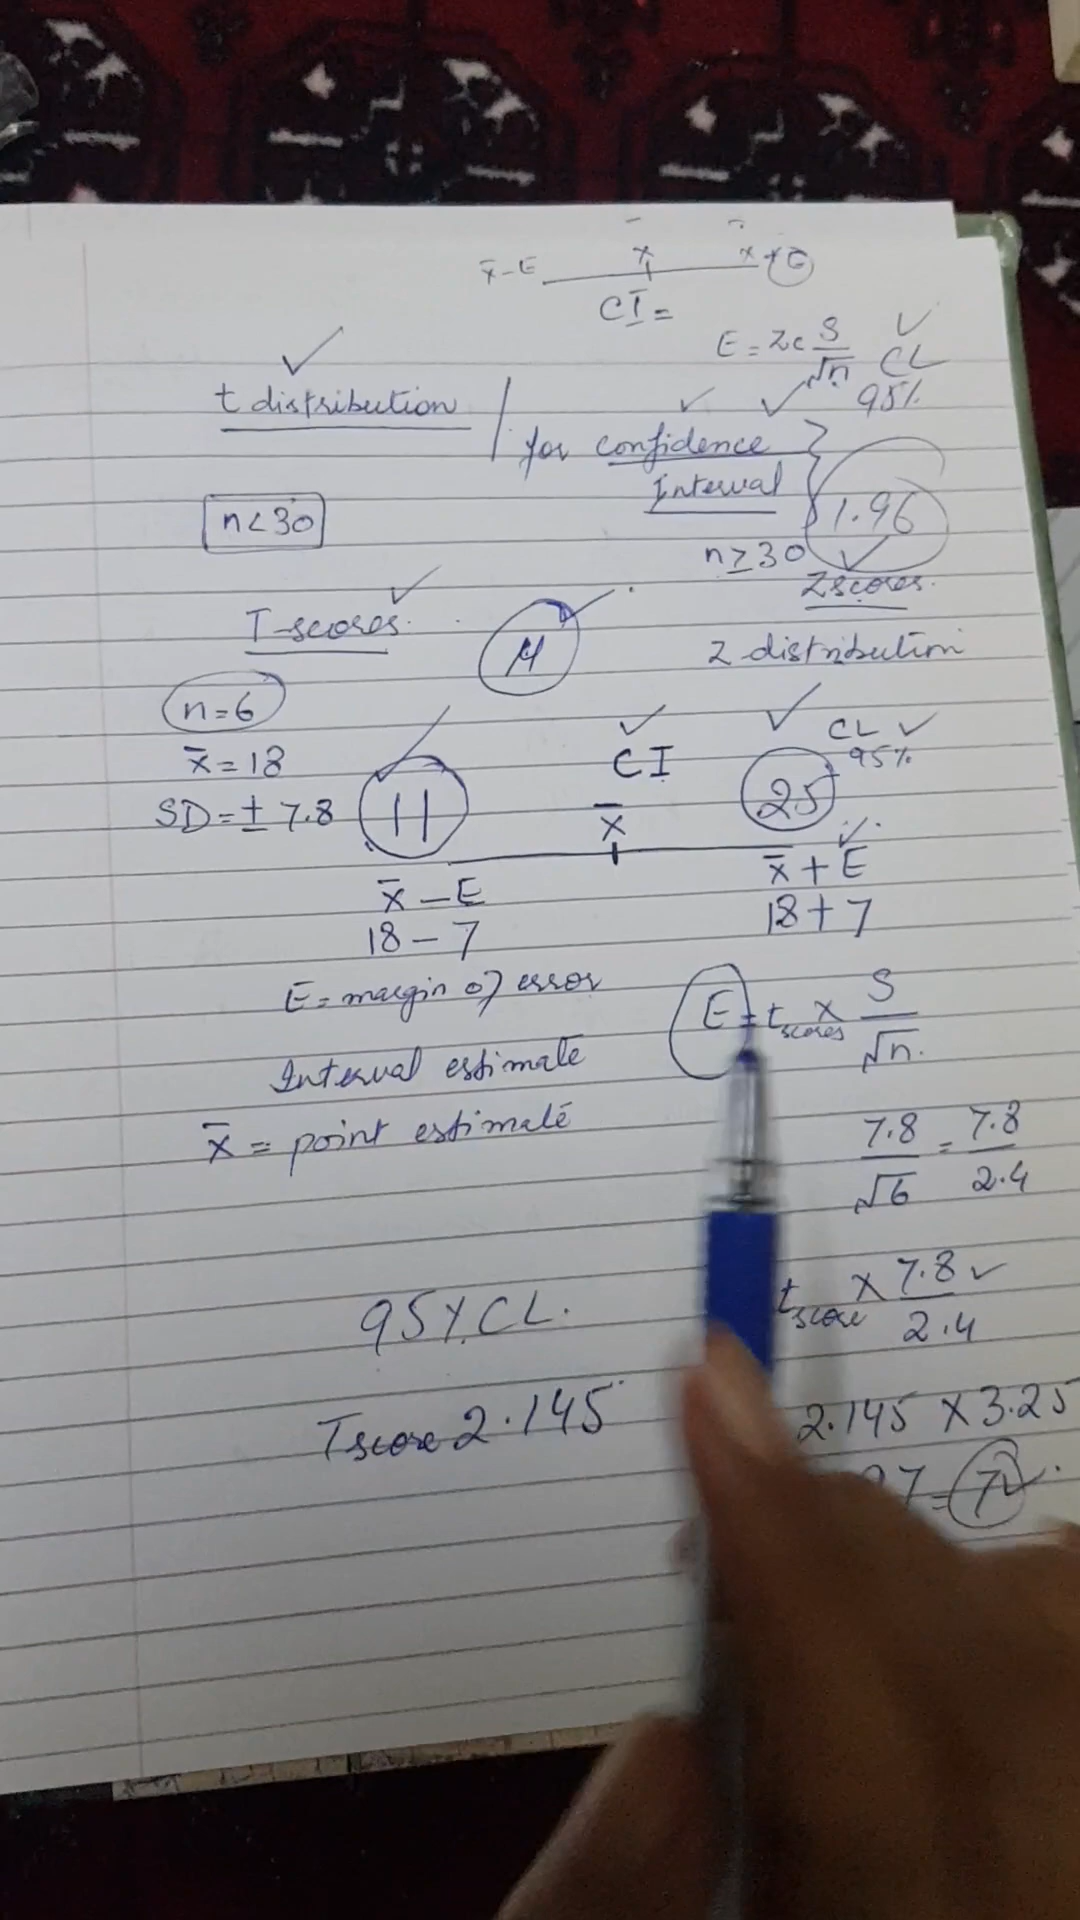 x̄ x̄
x̄-E x̄+E
CI =
E = Zc S/√n CL
95%
t distribution / for confidence
Interval
n<30 1.96
n≥30
Z scores.
T-scores. μ Z-distribution
n=6
x̄=18 CI CL
95%
SD=± 7.8 11 x̄ 25
x̄ - E x̄ + E
18 - 7 18+7
E = margin of error E = t scores x S/√n.
Interval estimate
x̄ = point estimate 7.8/√6 = 7.8/2.4
95% CL. t score x 7.8/2.4
T score 2.145 2.145 x 3.25
= 7